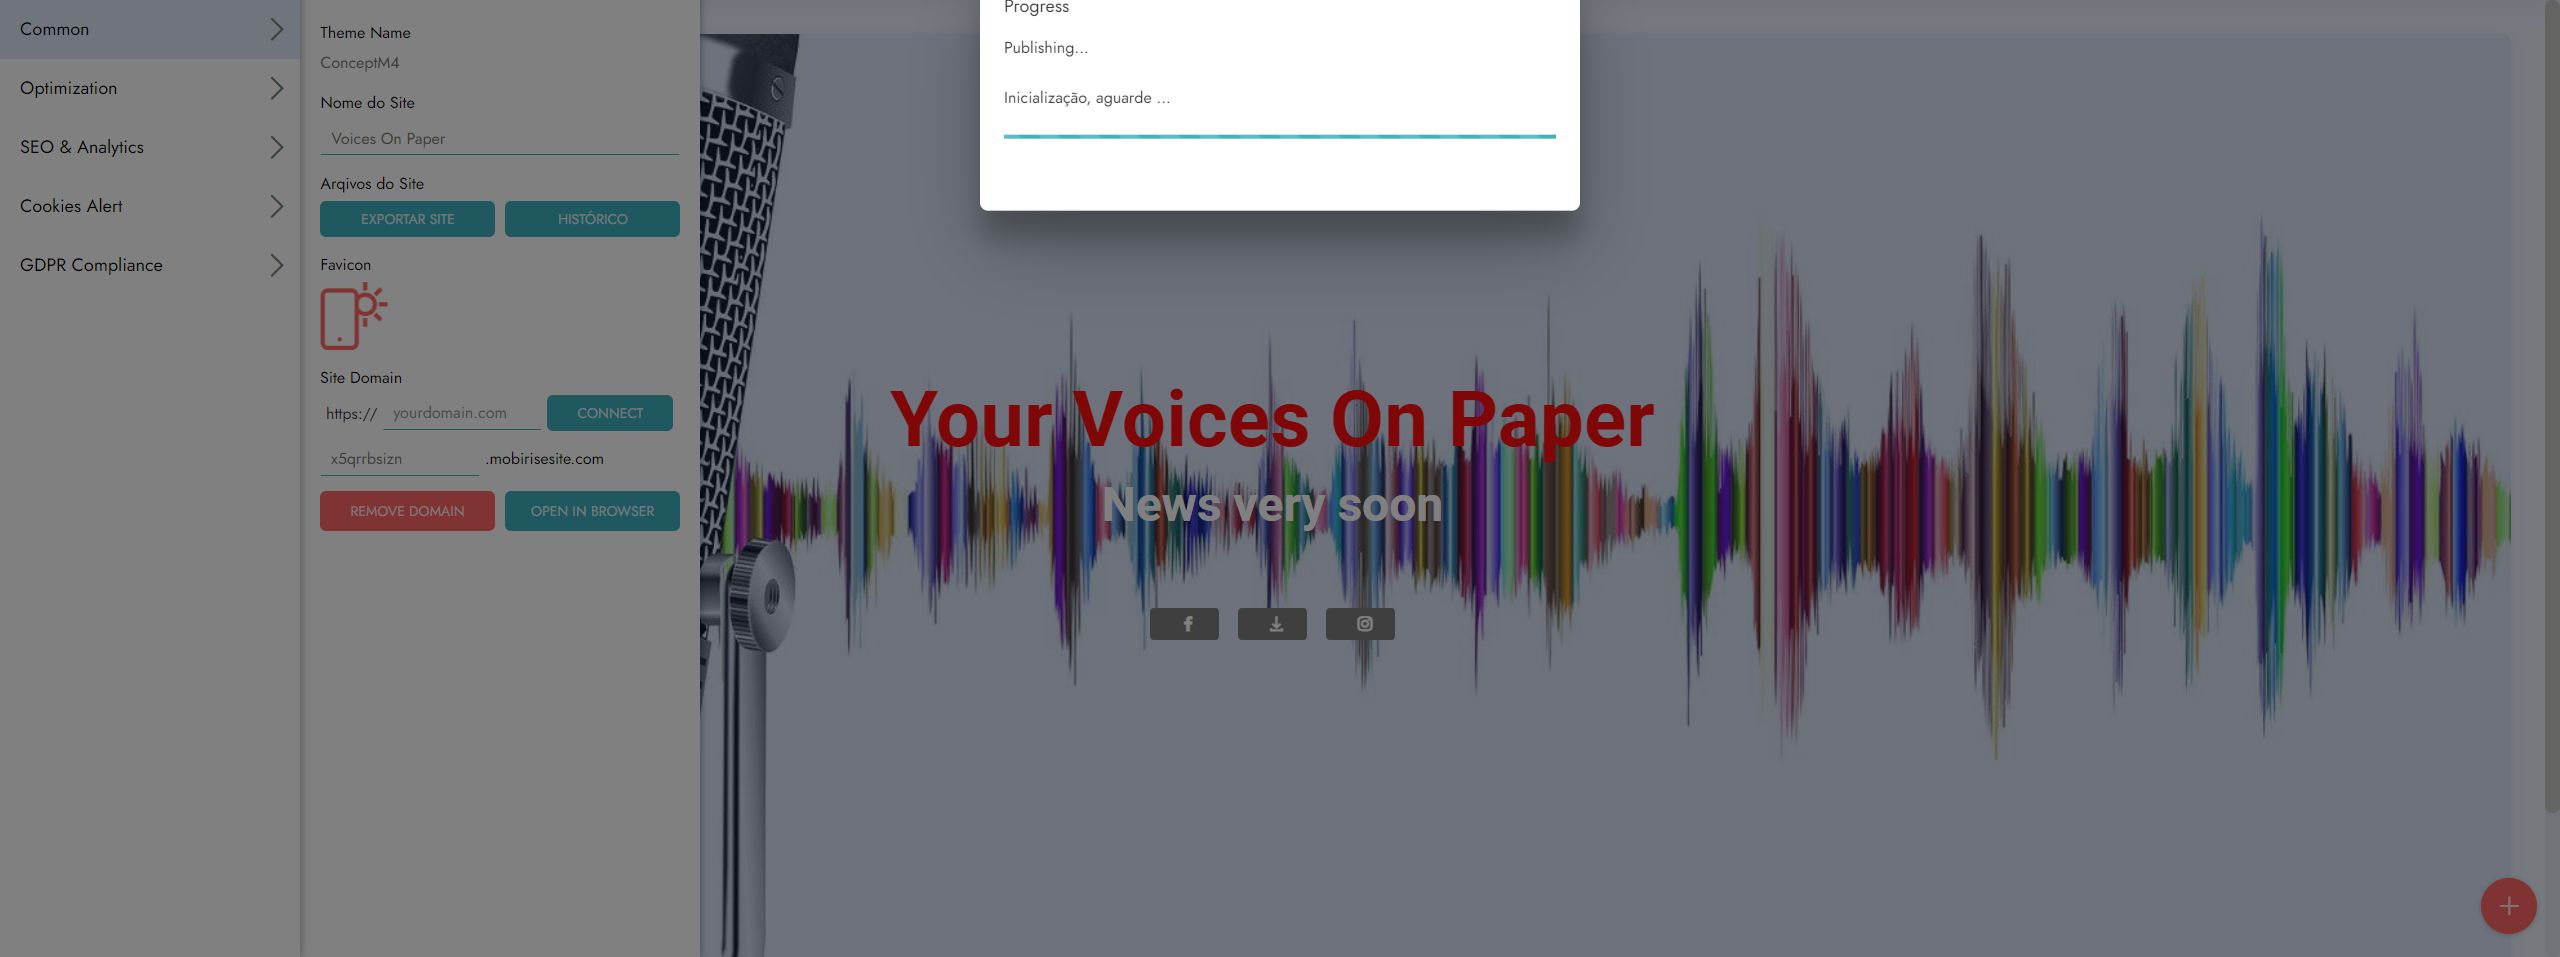 Common
Optimization
SEO & Analytics
Cookies Alert
GDPR Compliance
Theme Name
ConceptM4
Nome do Site
Voices On Paper
Arqivos do Site
EXPORTAR SITE
HISTÓRICO
Favicon
Site Domain
https://
yourdomain.com
CONNECT
x5qrrbsizn
.mobirisesite.com
REMOVE DOMAIN
OPEN IN BROWSER
Progress
Publishing...
Inicialização, aguarde ...
Your Voices On Paper
News very soon